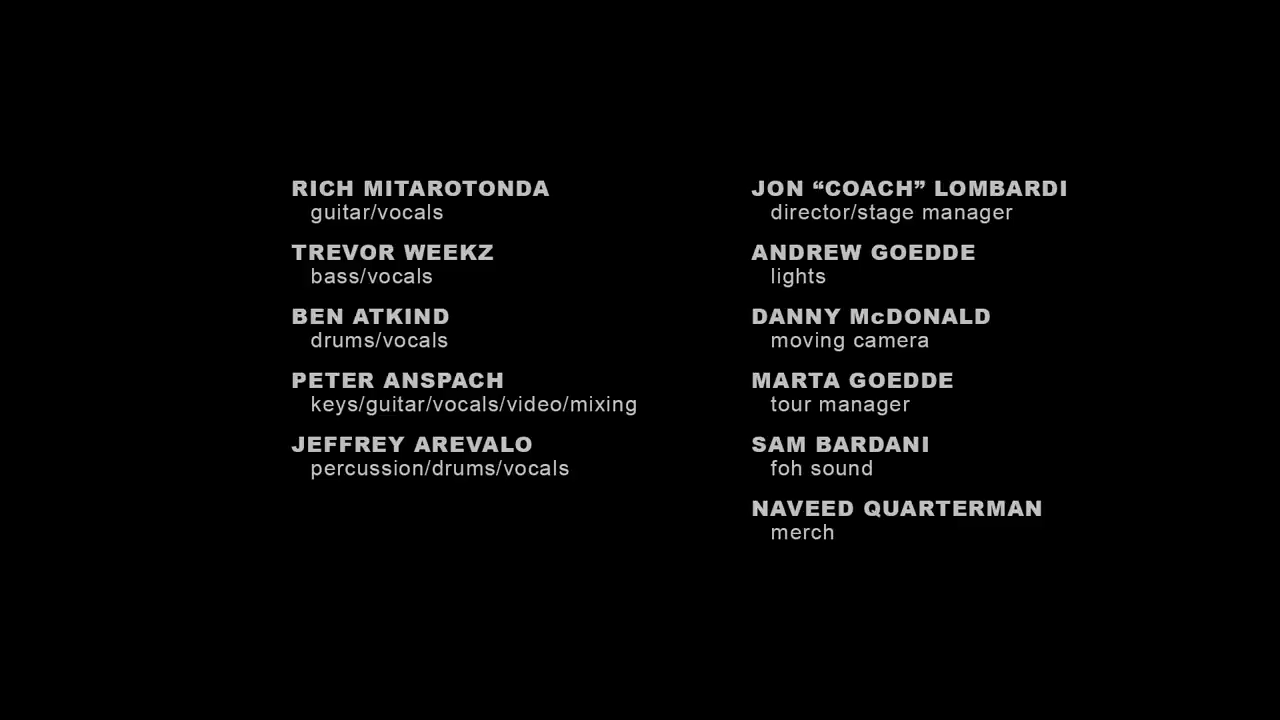 RICH MITAROTONDA
guitar/vocals
TREVOR WEEKZ
bass/vocals
BEN ATKIND
drums/vocals
PETER ANSPACH
keys/guitar/vocals/video/mixing
JEFFREY AREVALO
percussion/drums/vocals
JON “COACH” LOMBARDI
director/stage manager
ANDREW GOEDDE
lights
DANNY McDONALD
moving camera
MARTA GOEDDE
tour manager
SAM BARDANI
foh sound
NAVEED QUARTERMAN
merch